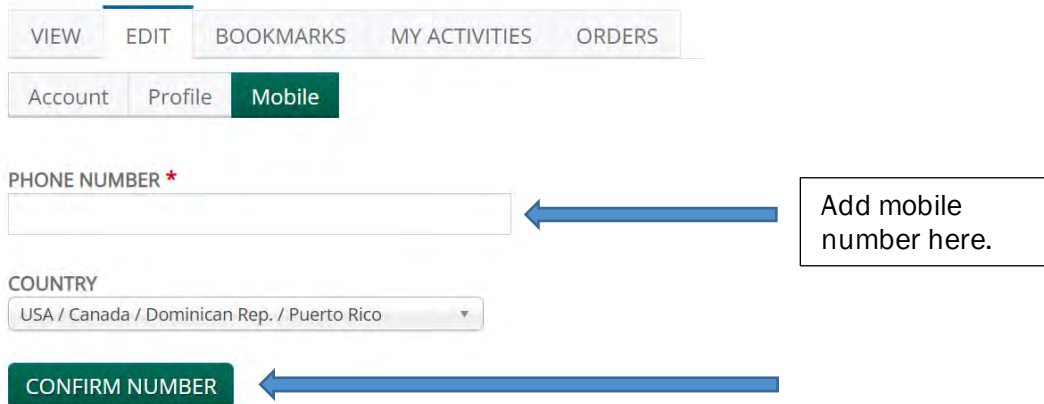 VIEW EDIT BOOKMARKS MY ACTIVITIES ORDERS
Account Profile Mobile
PHONE NUMBER *
Add mobile
number here.
COUNTRY
USA / Canada / Dominican Rep. / Puerto Rico
CONFIRM NUMBER